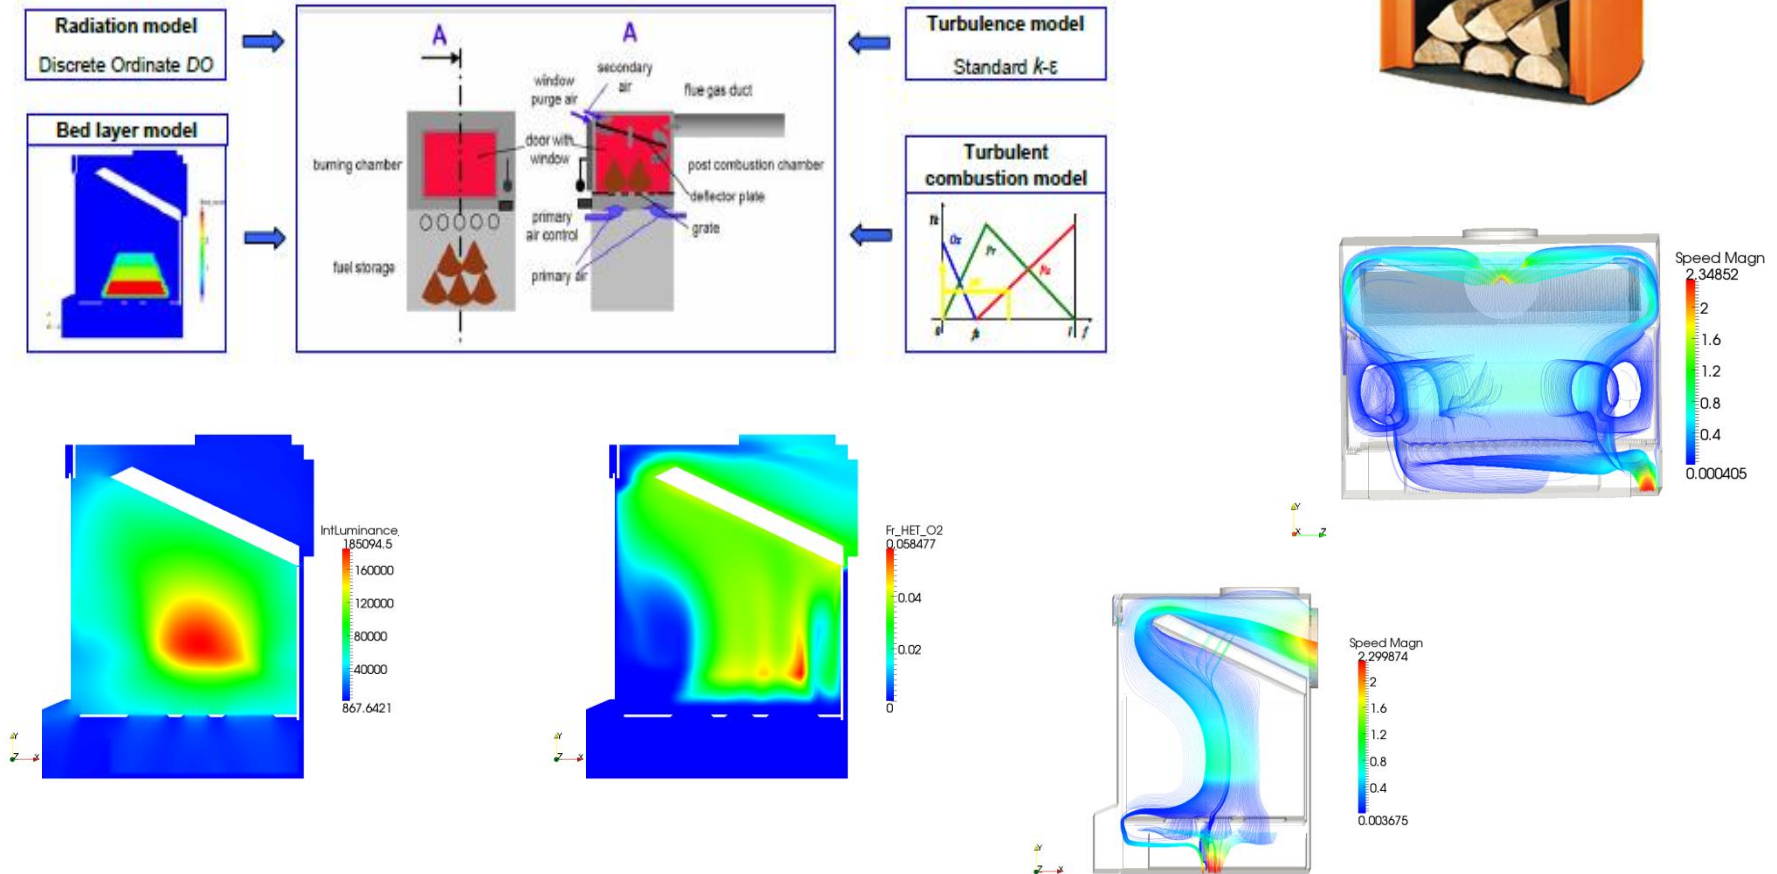 Radiation model
Discrete Ordinate DO
Bed layer model
A
A
window
purge air
secondary
air
flue gas duct
burning chamber
door with
window
post combustion chamber
deflector plate
grate
primary
air control
primary air
fuel storage
Turbulence model
Standard k-ε
Turbulent
combustion model
Speed Magn
2.34852
2
1.6
1.2
0.8
0.4
0.000405
Y
X
Z
IntLuminance_
185094.5
160000
120000
80000
40000
867.6421
Y
Z
X
Fr_HET_O2
0.058477
0.04
0.02
0
Y
Z
X
Speed Magn
2.299874
2
1.6
1.2
0.8
0.4
0.003675
Y
Z
X